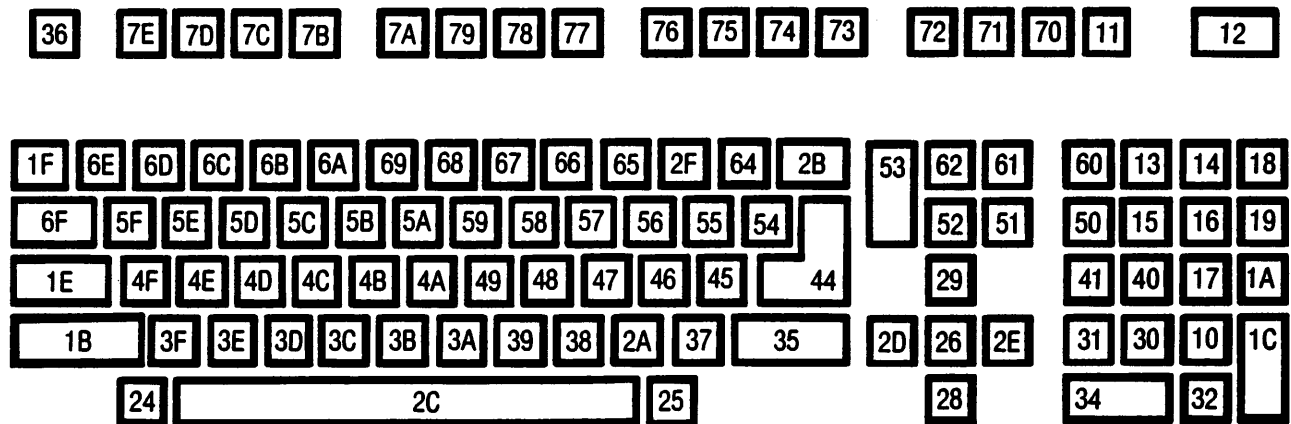 36 7E 7D 7C 7B 7A 79 78 77 76 75 74 73 72 71 70 11 12
1F 6E 6D 6C 6B 6A 69 68 67 66 65 2F 64 2B 53 62 61 60 13 14 18
6F 5F 5E 5D 5C 5B 5A 59 58 57 56 55 54 52 51 50 15 16 19
1E 4F 4E 4D 4C 4B 4A 49 48 47 46 45 44 29 41 40 17 1A
1B 3F 3E 3D 3C 3B 3A 39 38 2A 37 35 2D 26 2E 31 30 10 1C
24 2C 25 28 34 32